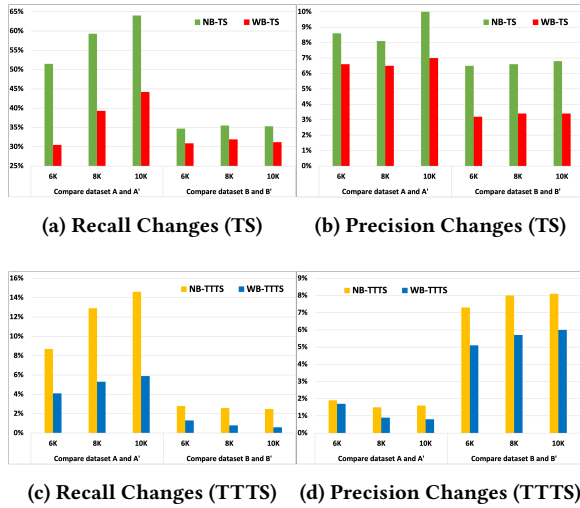 65%
60%
55%
50%
45%
40%
35%
30%
25%
NB-TS WB-TS
6K 8K 10K 6K 8K 10K
Compare dataset A and A' Compare dataset B and B'
(a) Recall Changes (TS)
10%
9%
8%
7%
6%
5%
4%
3%
2%
1%
0%
NB-TS WB-TS
6K 8K 10K 6K 8K 10K
Compare dataset A and A' Compare dataset B and B'
(b) Precision Changes (TS)
16%
14%
12%
10%
8%
6%
4%
2%
0%
NB-TTTS WB-TTTS
6K 8K 10K 6K 8K 10K
Compare dataset A and A' Compare dataset B and B'
(c) Recall Changes (TTTS)
9%
8%
7%
6%
5%
4%
3%
2%
1%
0%
NB-TTTS WB-TTTS
6K 8K 10K 6K 8K 10K
Compare dataset A and A' Compare dataset B and B'
(d) Precision Changes (TTTS)